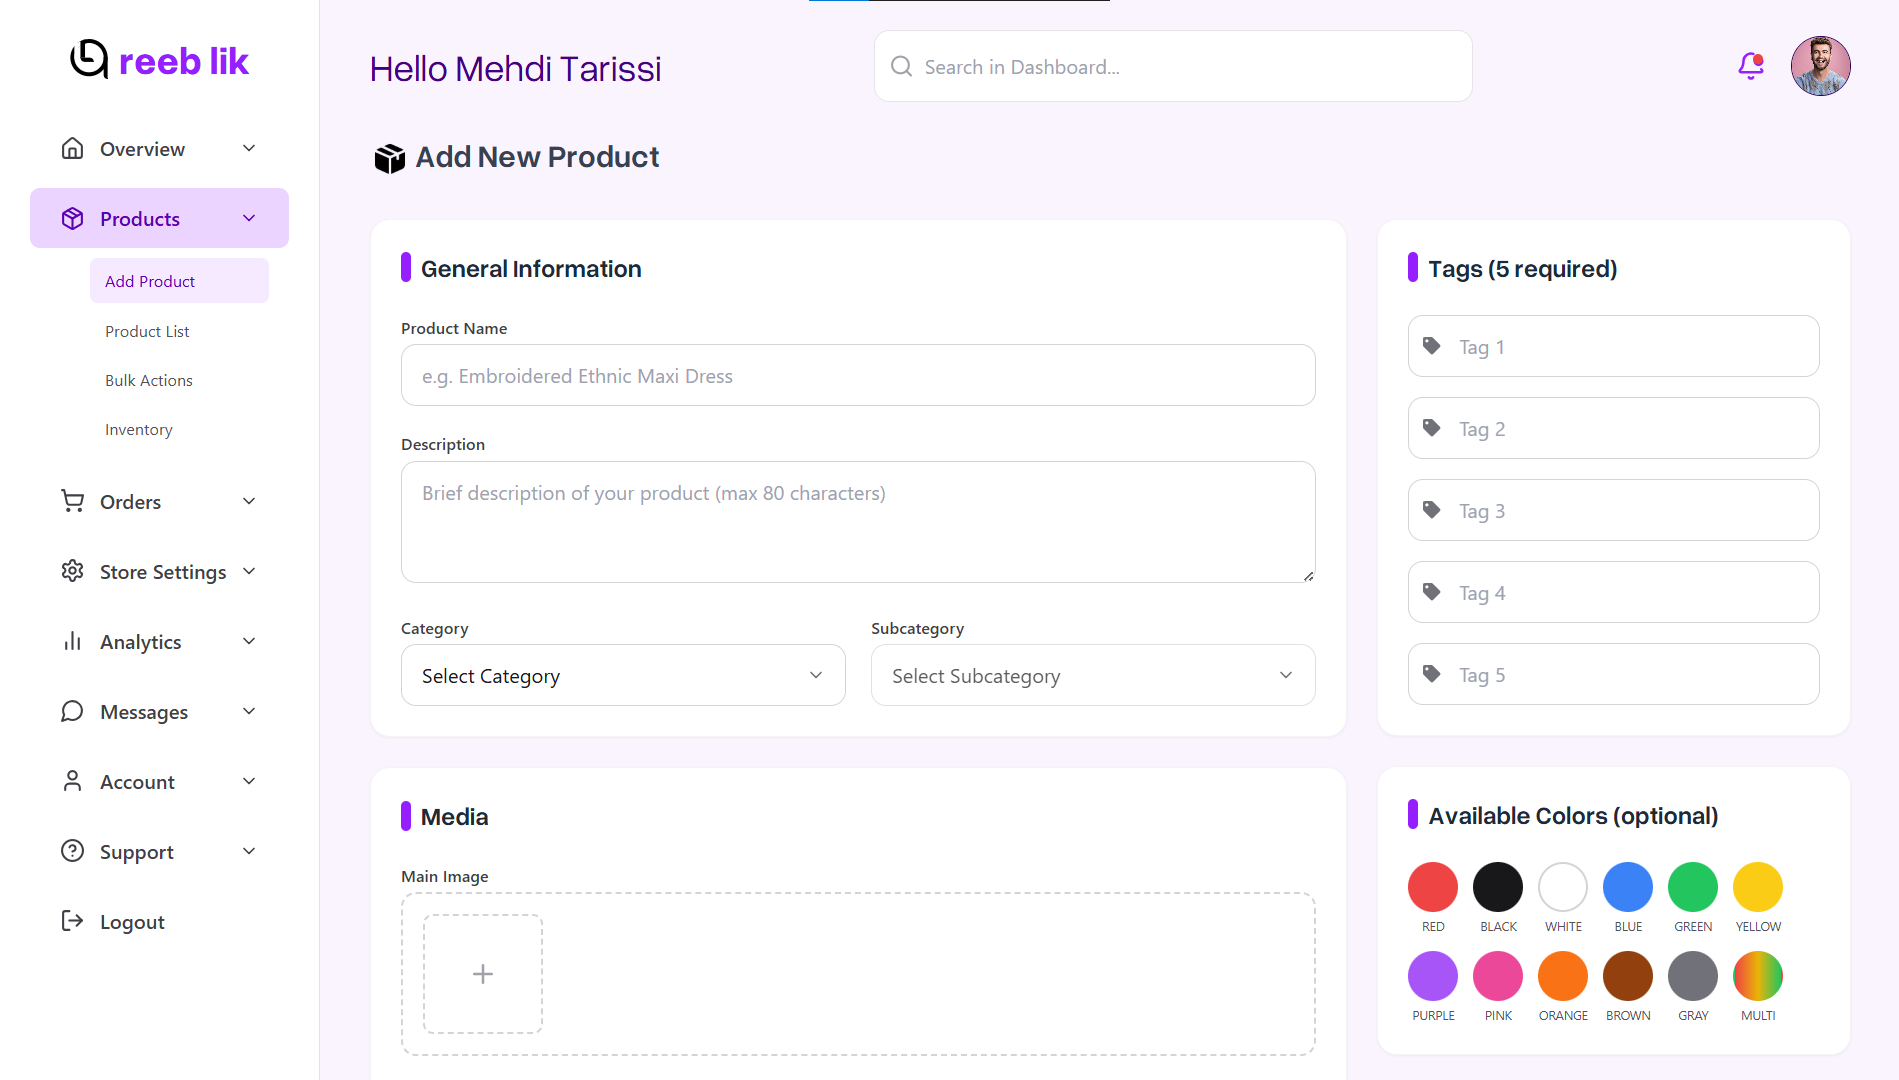 reeb lik
Overview
Products
Add Product
Product List
Bulk Actions
Inventory
Orders
Store Settings
Analytics
Messages
Account
Support
Logout
Hello Mehdi Tarissi
Search in Dashboard...
Add New Product
General Information
Product Name
e.g. Embroidered Ethnic Maxi Dress
Description
Brief description of your product (max 80 characters)
Category
Subcategory
Select Category
Select Subcategory
Media
Main Image
Tags (5 required)
Tag 1
Tag 2
Tag 3
Tag 4
Tag 5
Available Colors (optional)
RED BLACK WHITE BLUE GREEN YELLOW
PURPLE PINK ORANGE BROWN GRAY MULTI